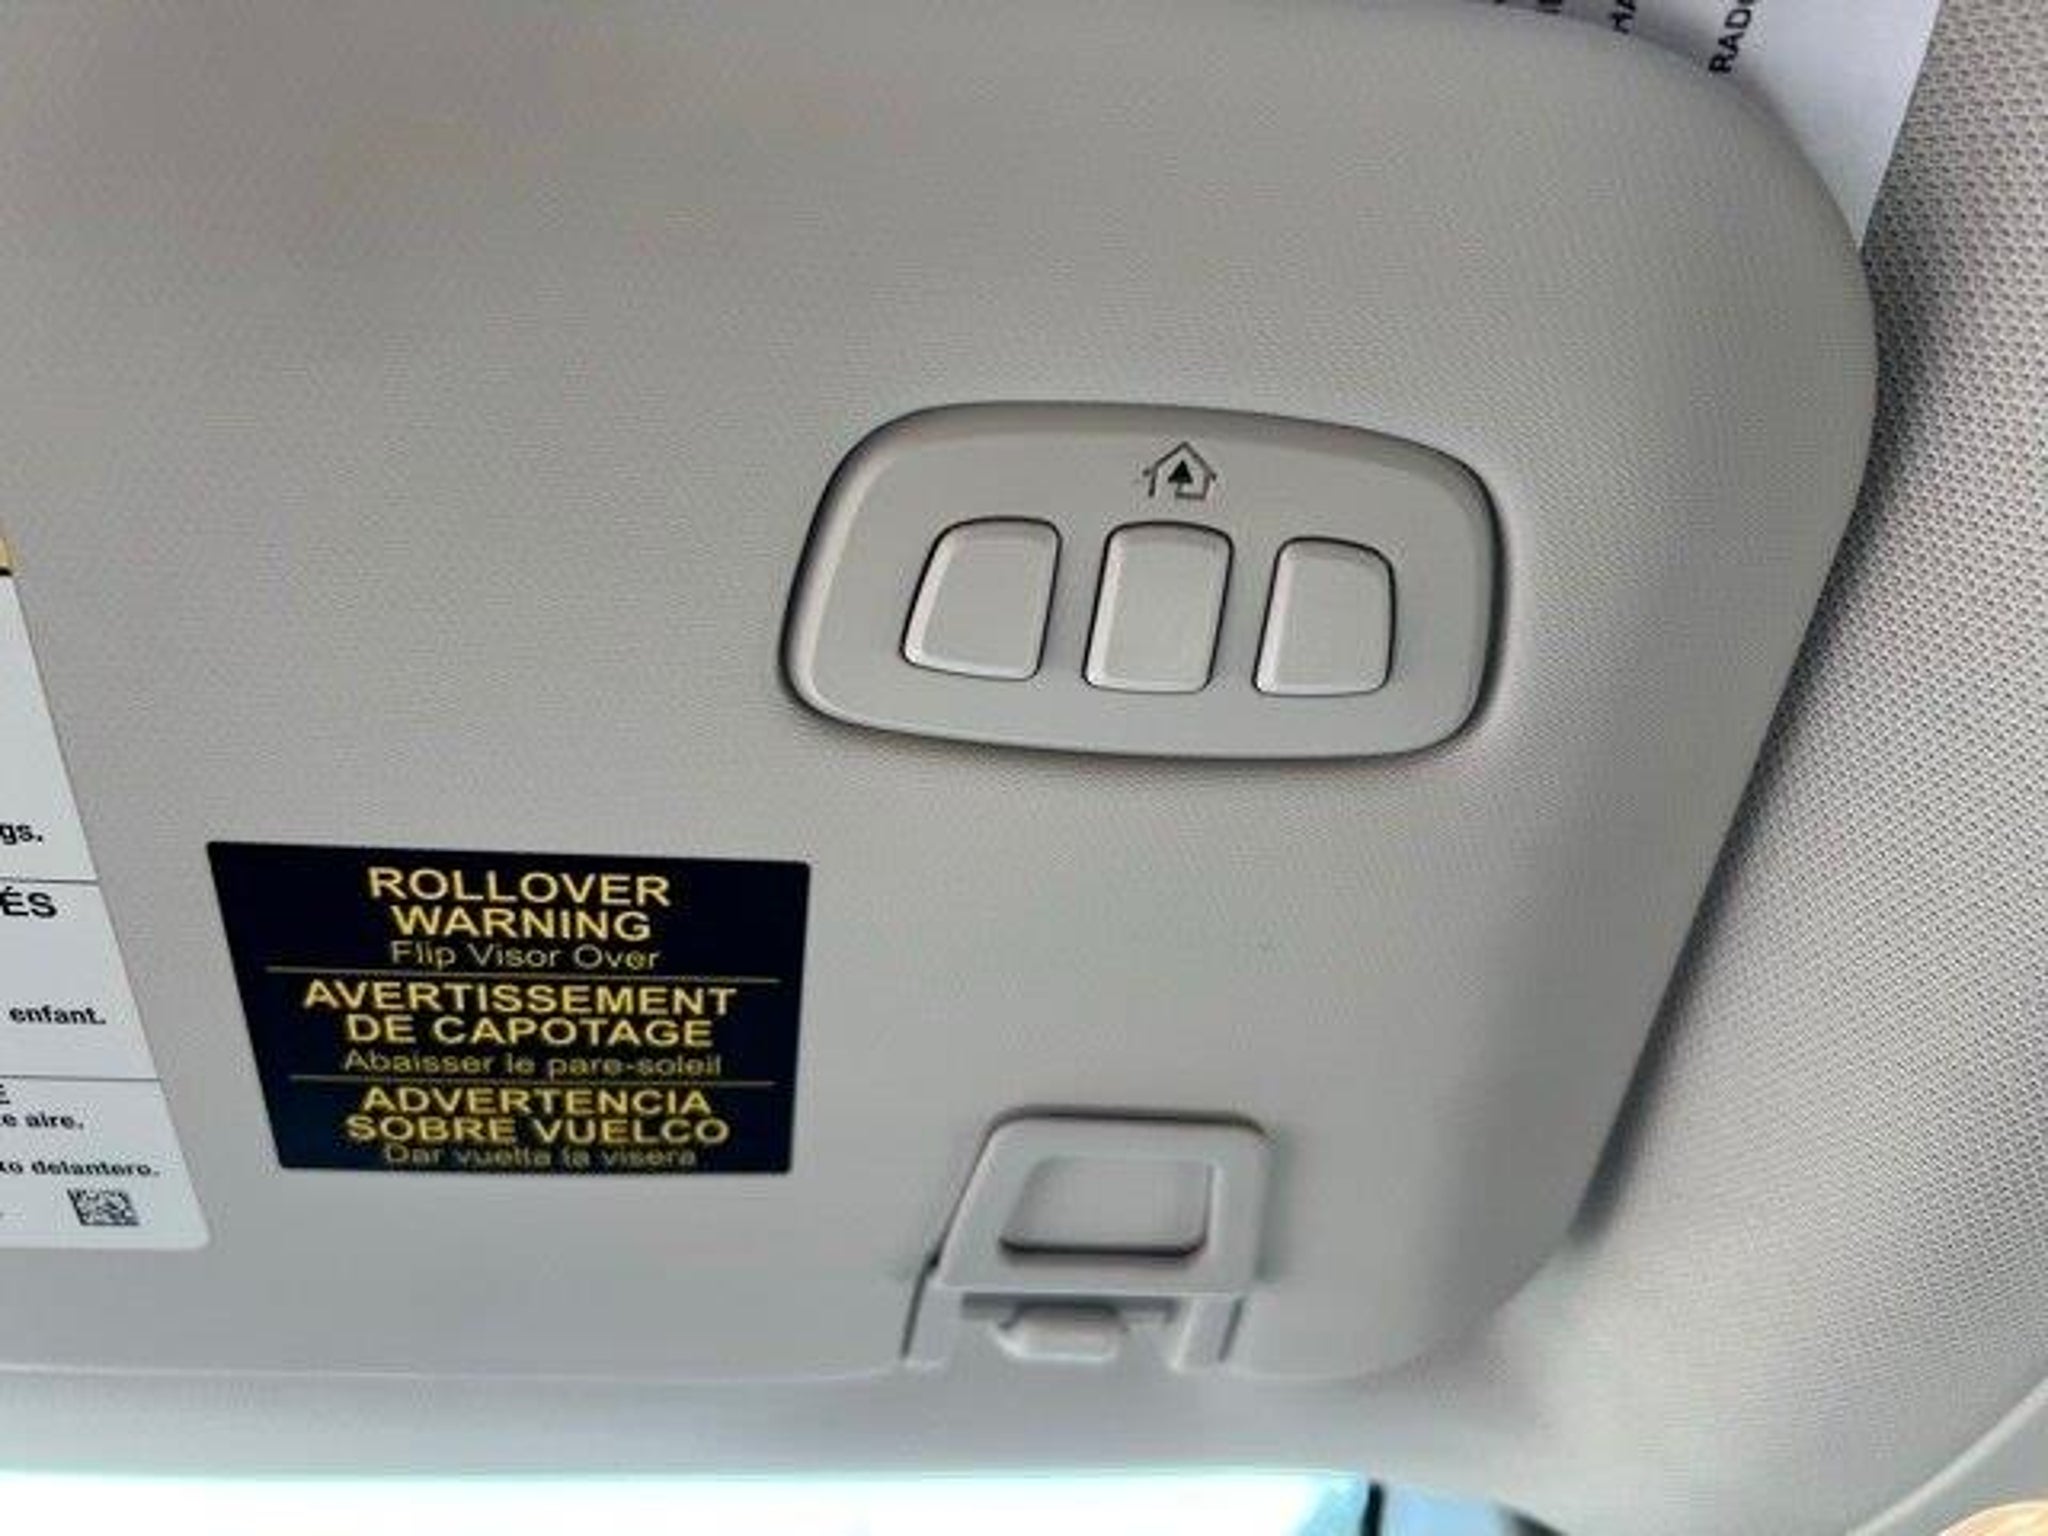 RAD
gs.
ÉS
enfant.
E
aire.
delantero.
ROLLOVER
WARNING
Flip Visor Over
AVERTISSEMENT
DE CAPOTAGE
Abaisser le pare-soleil
ADVERTENCIA
SOBRE VUELCO
Dar vuelta la visera